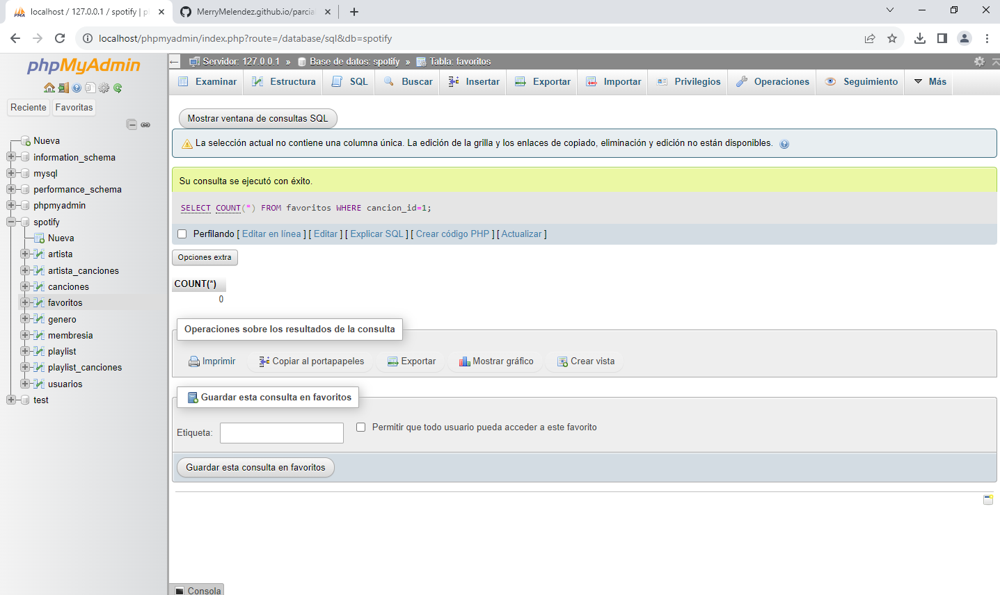 localhost / 127.0.0.1 / spotify | p
MerryMelendez.github.io/parcial
localhost/phpmyadmin/index.php?route=/database/sql&db=spotify
phpMyAdmin
Reciente
Favoritas
Nueva
information_schema
mysql
performance_schema
phpmyadmin
spotify
Nueva
artista
artista_canciones
canciones
favoritos
genero
membresia
playlist
playlist_canciones
usuarios
test
Servidor: 127.0.0.1 » Base de datos: spotify » Tabla: favoritos
Examinar Estructura SQL Buscar Insertar Exportar Importar Privilegios Operaciones Seguimiento Más
Mostrar ventana de consultas SQL
La selección actual no contiene una columna única. La edición de la grilla y los enlaces de copiado, eliminación y edición no están disponibles.
Su consulta se ejecutó con éxito.
SELECT COUNT(*) FROM favoritos WHERE cancion_id=1;
Perfilando [ Editar en línea ] [ Editar ] [ Explicar SQL ] [ Crear código PHP ] [ Actualizar ]
Opciones extra
COUNT(*)
0
Operaciones sobre los resultados de la consulta
Imprimir Copiar al portapapeles Exportar Mostrar gráfico Crear vista
Guardar esta consulta en favoritos
Etiqueta: Permitir que todo usuario pueda acceder a este favorito
Guardar esta consulta en favoritos
Consola